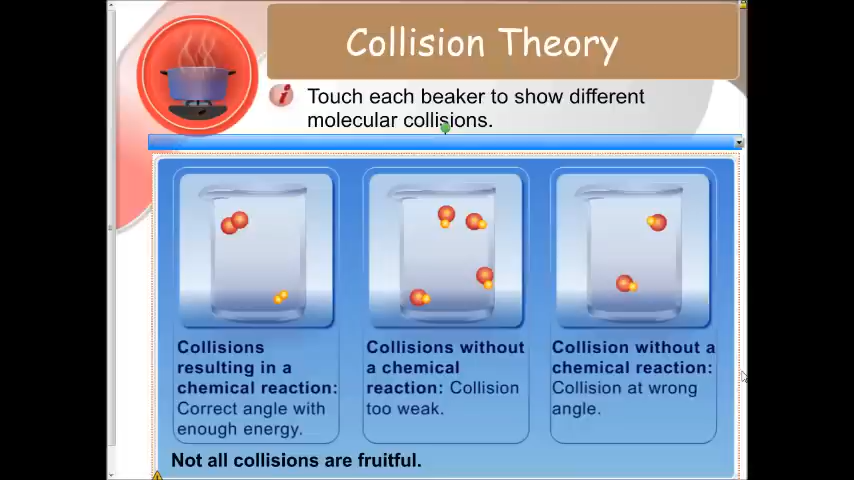 Collision Theory
Touch each beaker to show different
molecular collisions.
Collisions
resulting in a
chemical reaction:
Correct angle with
enough energy.
Collisions without
a chemical
reaction: Collision
too weak.
Collision without a
chemical reaction:
Collision at wrong
angle.
Not all collisions are fruitful.